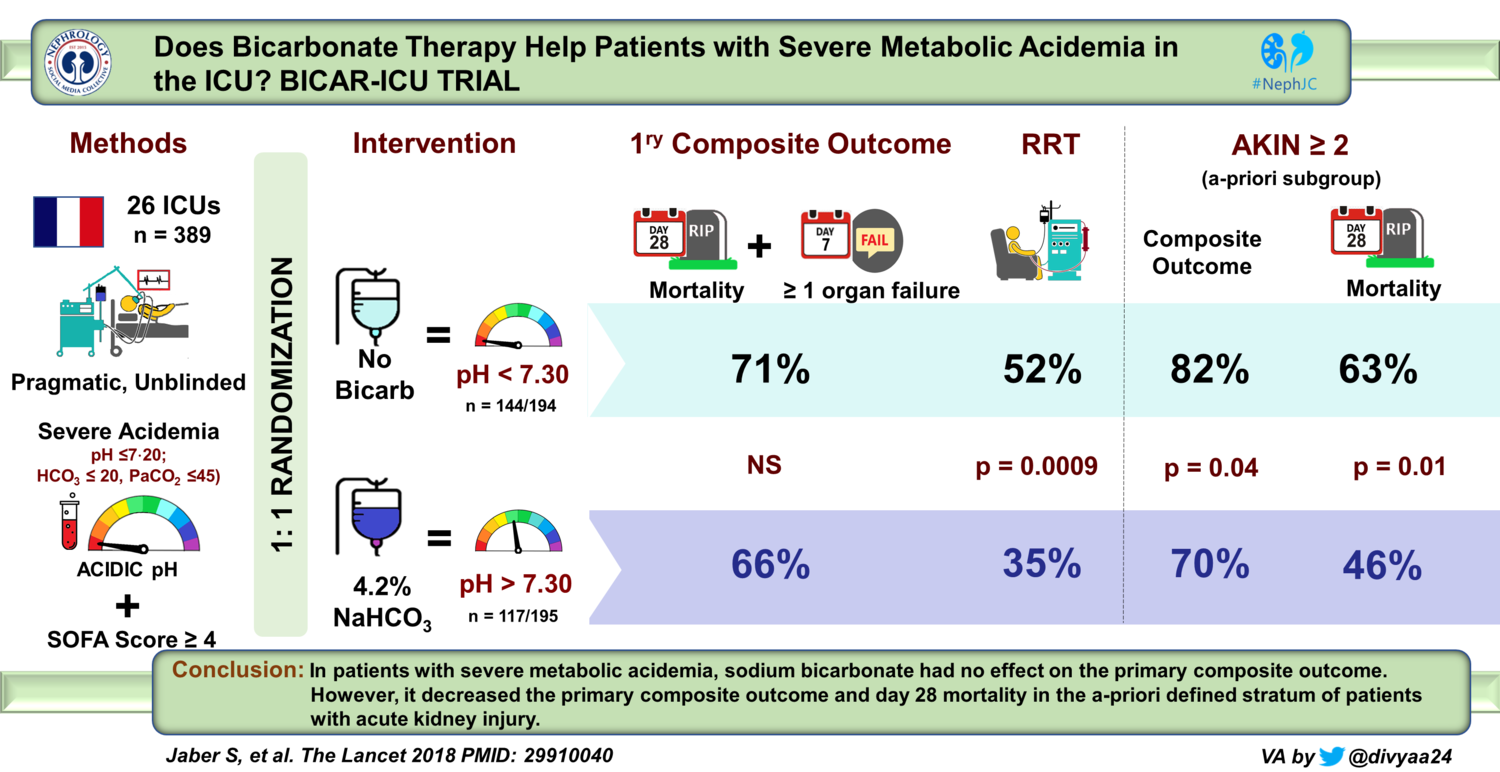 NEPHROLOGY
EST 2015
SOCIAL MEDIA COLLECTIVE
Does Bicarbonate Therapy Help Patients with Severe Metabolic Acidemia in
the ICU? BICAR-ICU TRIAL
#NephJC
Methods
26 ICUs
n = 389
Pragmatic, Unblinded
Severe Acidemia
pH ≤7·20;
HCO₃ ≤ 20, PaCO₂ ≤45)
ACIDIC pH
+
SOFA Score ≥ 4
1: 1 RANDOMIZATION
Intervention
No
Bicarb
=
pH < 7.30
n = 144/194
4.2%
NaHCO₃
=
pH > 7.30
n = 117/195
1ʳʸ Composite Outcome
DAY
28
RIP
Mortality
+
DAY
7
FAIL
≥ 1 organ failure
71%
NS
66%
RRT
52%
p = 0.0009
35%
AKIN ≥ 2
(a-priori subgroup)
Composite
Outcome
82%
p = 0.04
70%
DAY
28
RIP
Mortality
63%
p = 0.01
46%
Conclusion: In patients with severe metabolic acidemia, sodium bicarbonate had no effect on the primary composite outcome.
However, it decreased the primary composite outcome and day 28 mortality in the a-priori defined stratum of patients
with acute kidney injury.
Jaber S, et al. The Lancet 2018 PMID: 29910040
VA by @divyaa24